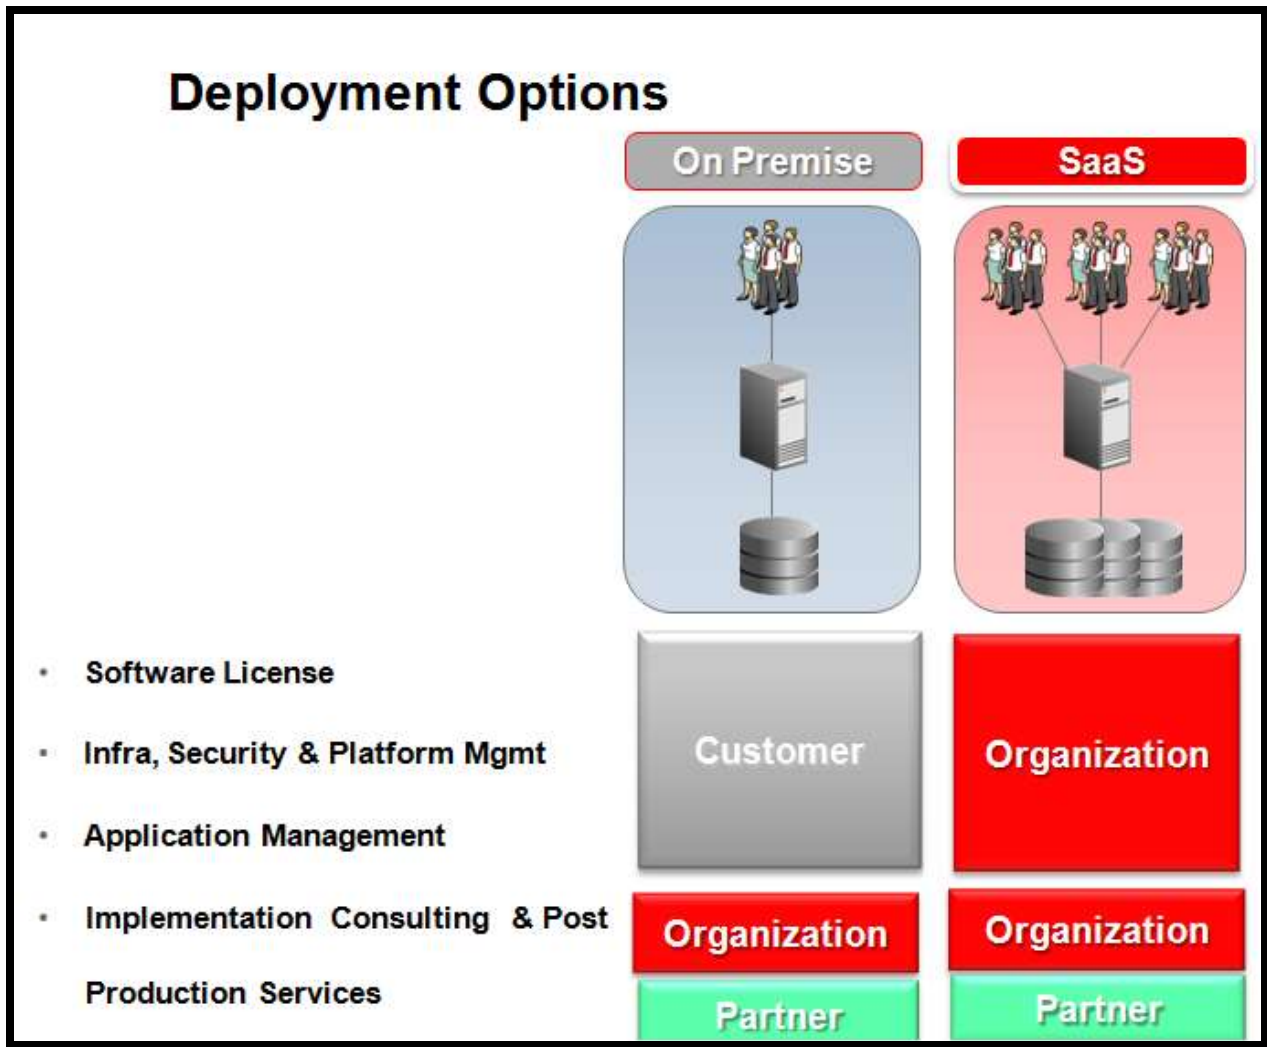 Deployment Options
On Premise
SaaS
• Software License
• Infra, Security & Platform Mgmt
• Application Management
• Implementation Consulting & Post
Production Services
Customer
Organization
Organization
Organization
Partner
Partner